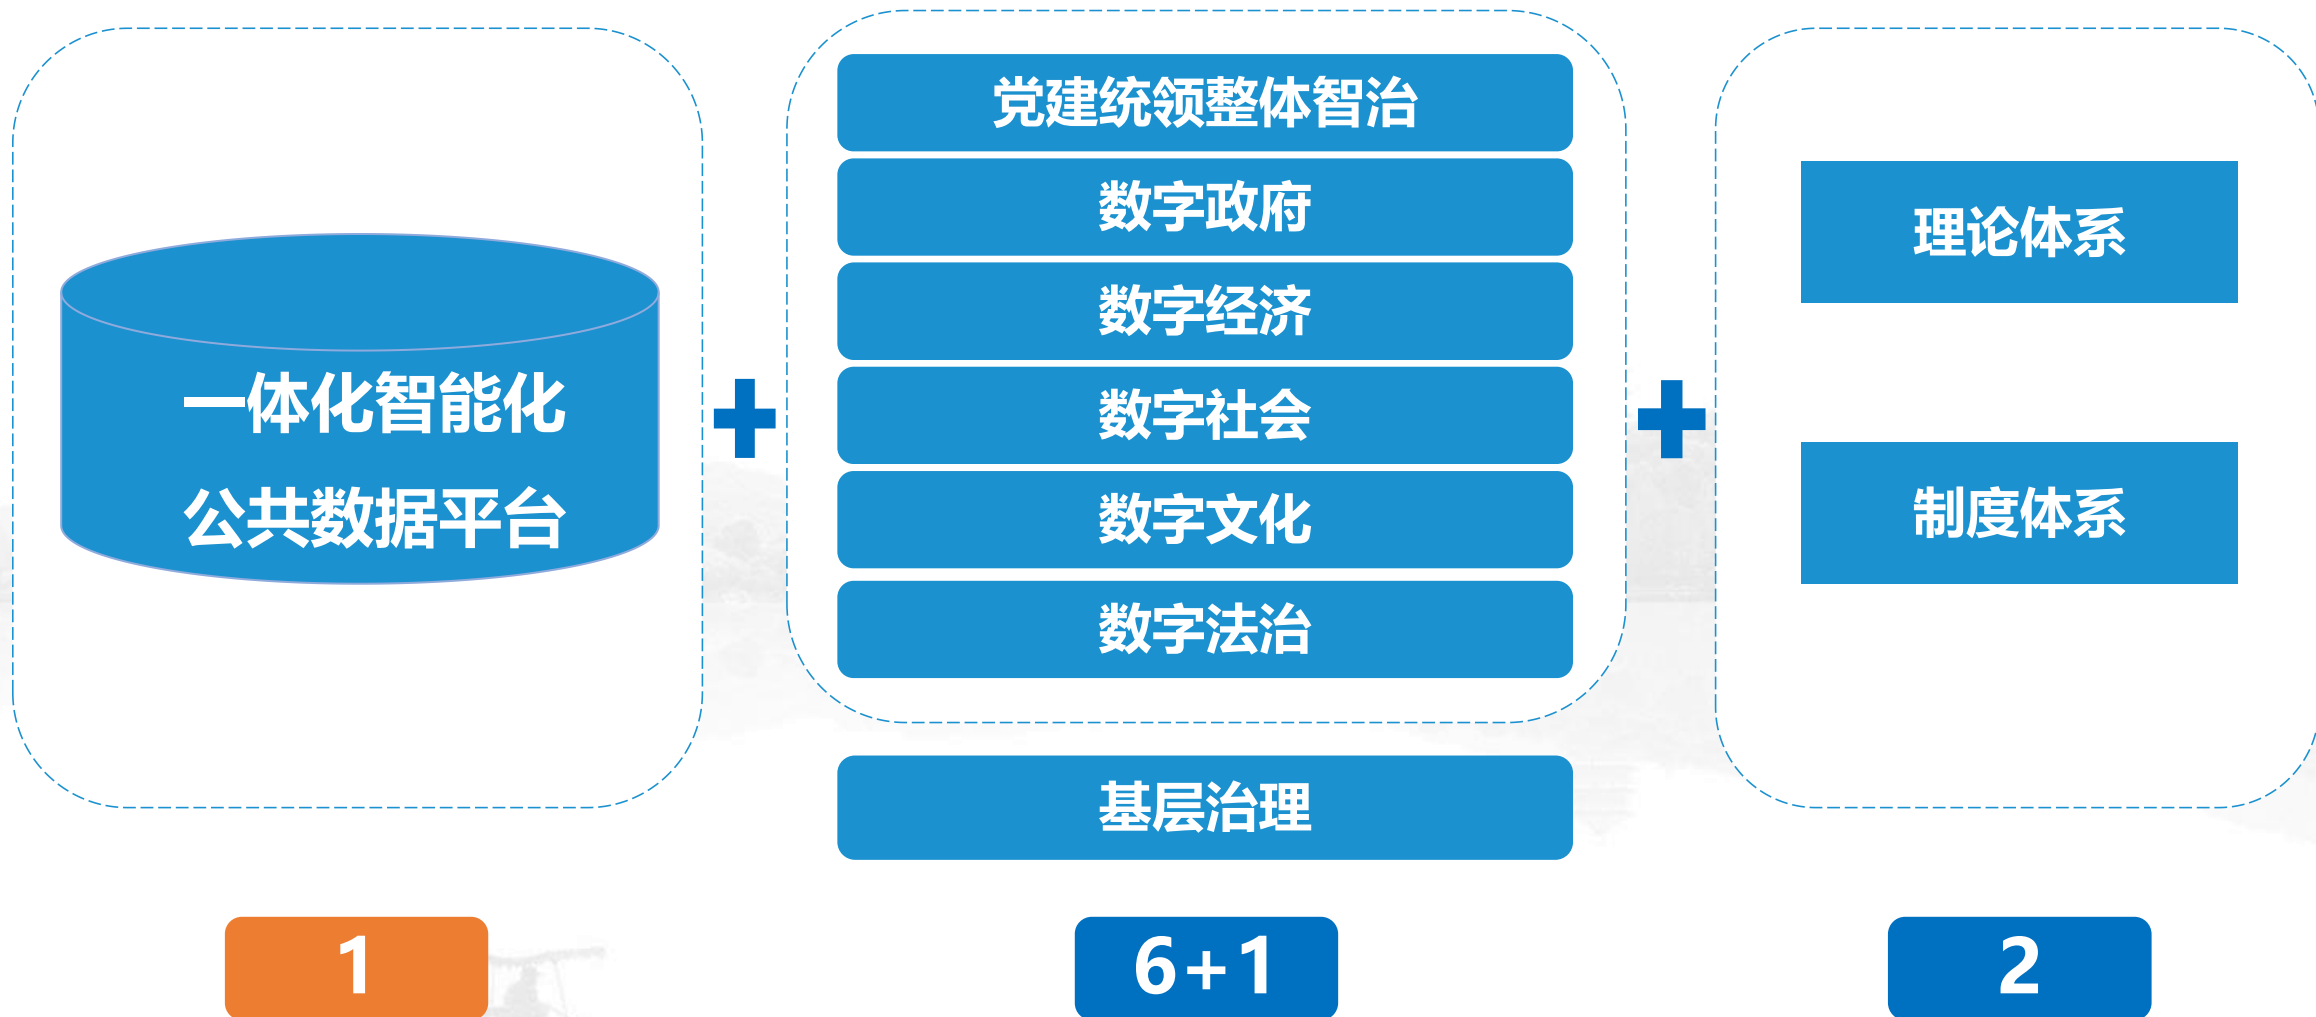 一体化智能化
公共数据平台
党建统领整体智治
数字政府
数字经济
数字社会
数字文化
数字法治
基层治理
理论体系
制度体系
1
6+1
2